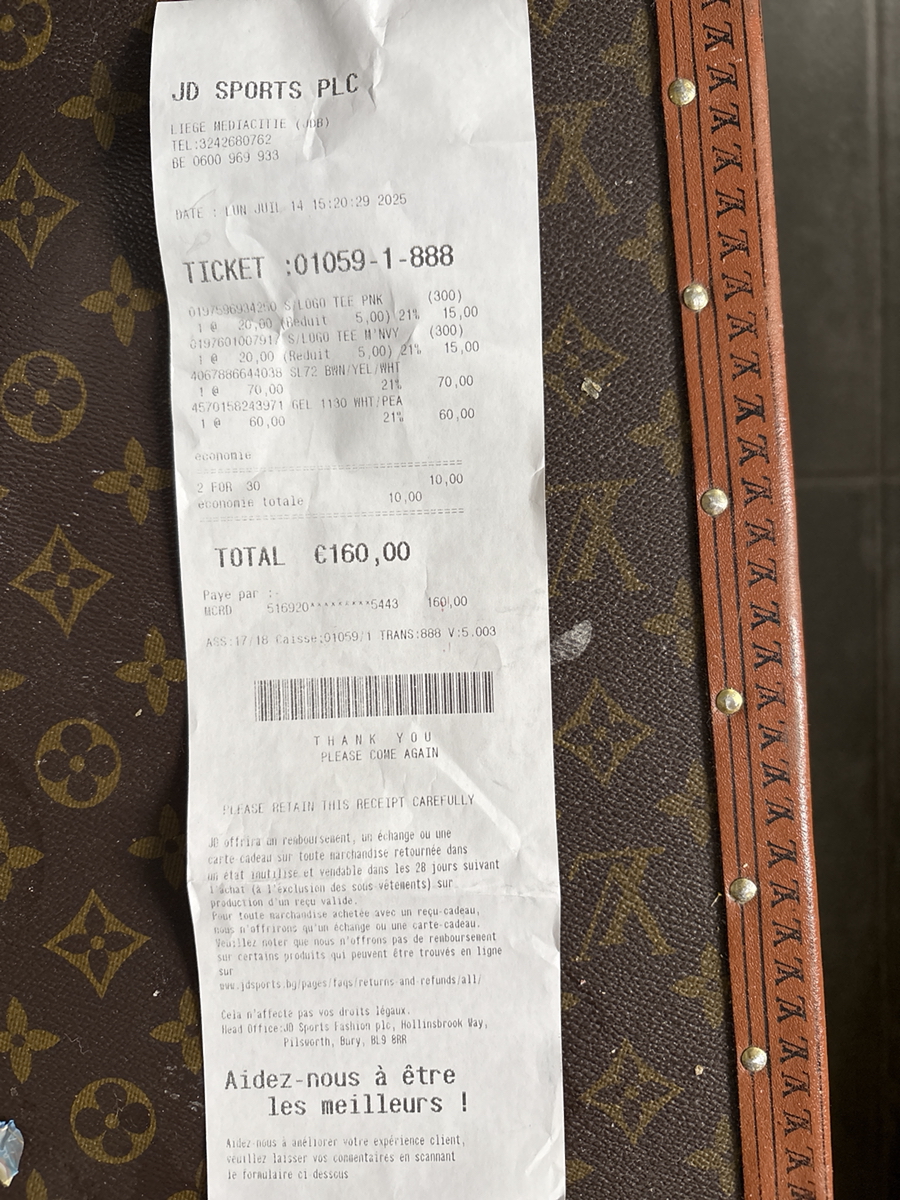 JD SPORTS PLC
LIEGE MEDIACITIE (JDB)
TEL:3242680762
BE 0600 969 933
DATE : LUN JUIL 14 15:20:29 2025
TICKET :01059-1-888
S/LOGO TEE PNK (300)
1 @ 20,00 (Reduit 5,00) 21% 15,00
S/LOGO TEE M'NVY (300)
1 @ 20,00 (Reduit 5,00) 21% 15,00
4067886644038 SL72 BWN/YEL/WHT
1 @ 70,00 21% 70,00
4570158243971 GEL 1130 WHT/PEA
1 @ 60,00 21% 60,00
economie
2 FOR 30 10,00
economie totale 10,00
TOTAL €160,00
Paye par :-
MCRD 516920*********5443 160,00
ASS:17/18 Caisse:01059/1 TRANS:888 V:5.003
THANK YOU
PLEASE COME AGAIN
PLEASE RETAIN THIS RECEIPT CAREFULLY
JD offrira un remboursement, un échange ou une
carte-cadeau sur toute marchandise retournée dans
un état inutilisé et vendable dans les 28 jours suivant
l'achat (à l'exclusion des sous-vêtements) sur
production d'un reçu valide.
Pour toute marchandise achetée avec un reçu-cadeau,
nous n'offrirons qu'un échange ou une carte-cadeau.
Veuillez noter que nous n'offrons pas de remboursement
sur certains produits qui peuvent être trouvés en ligne
sur
www.jdsports.bg/pages/faqs/returns-and-refunds/all/
Cela n'affecte pas vos droits légaux.
Head Office:JD Sports Fashion plc, Hollinsbrook Way,
Pilsworth, Bury, BL9 8RR
Aidez-nous à être
les meilleurs !
Aidez-nous à améliorer votre expérience client,
veuillez laisser vos commentaires en scannant
le formulaire ci dessous